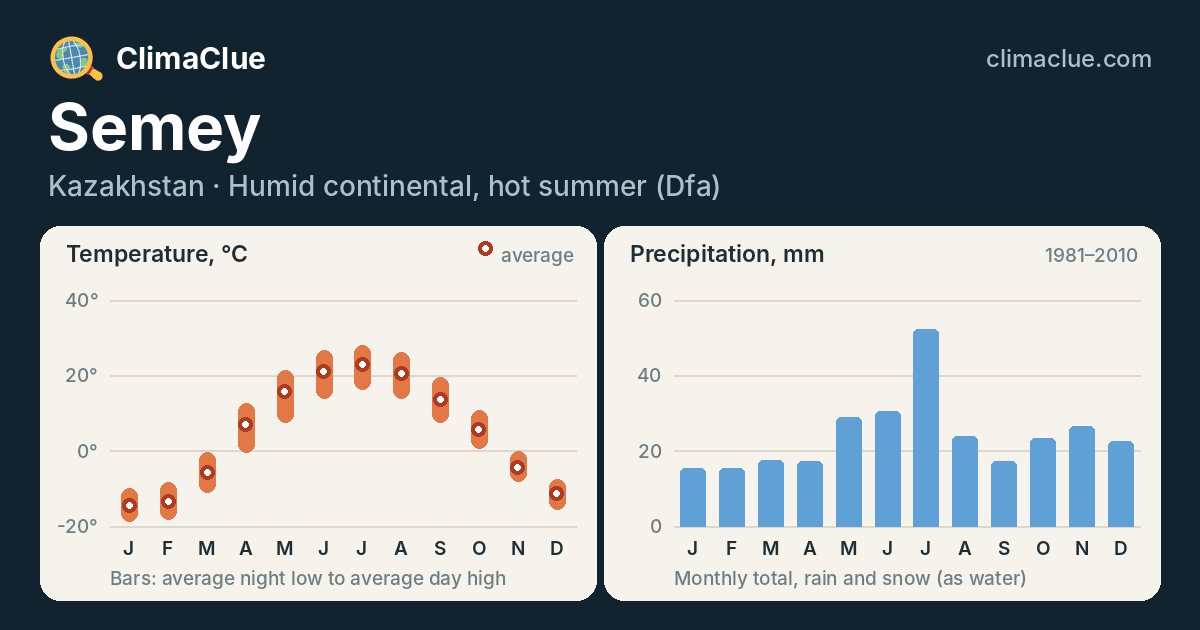 ClimaClue
climaclue.com
Semey
Kazakhstan · Humid continental, hot summer (Dfa)
Temperature, °C
average
40°
20°
0°
-20°
J F M A M J J A S O N D
Bars: average night low to average day high
Precipitation, mm
1981–2010
60
40
20
0
J F M A M J J A S O N D
Monthly total, rain and snow (as water)